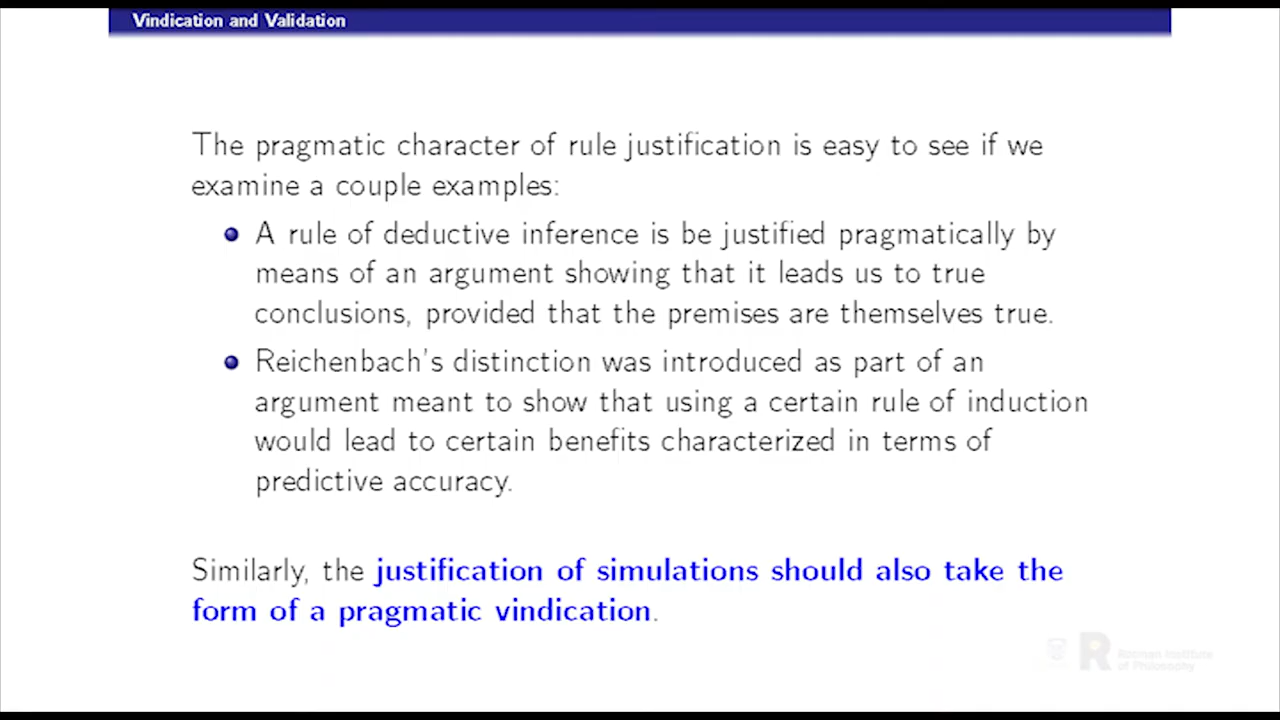 Vindication and Validation
The pragmatic character of rule justification is easy to see if we
examine a couple examples:
A rule of deductive inference is be justified pragmatically by
means of an argument showing that it leads us to true
conclusions, provided that the premises are themselves true.
Reichenbach's distinction was introduced as part of an
argument meant to show that using a certain rule of induction
would lead to certain benefits characterized in terms of
predictive accuracy.
Similarly, the justification of simulations should also take the
form of a pragmatic vindication.
R
Rotman Institute
of Philosophy